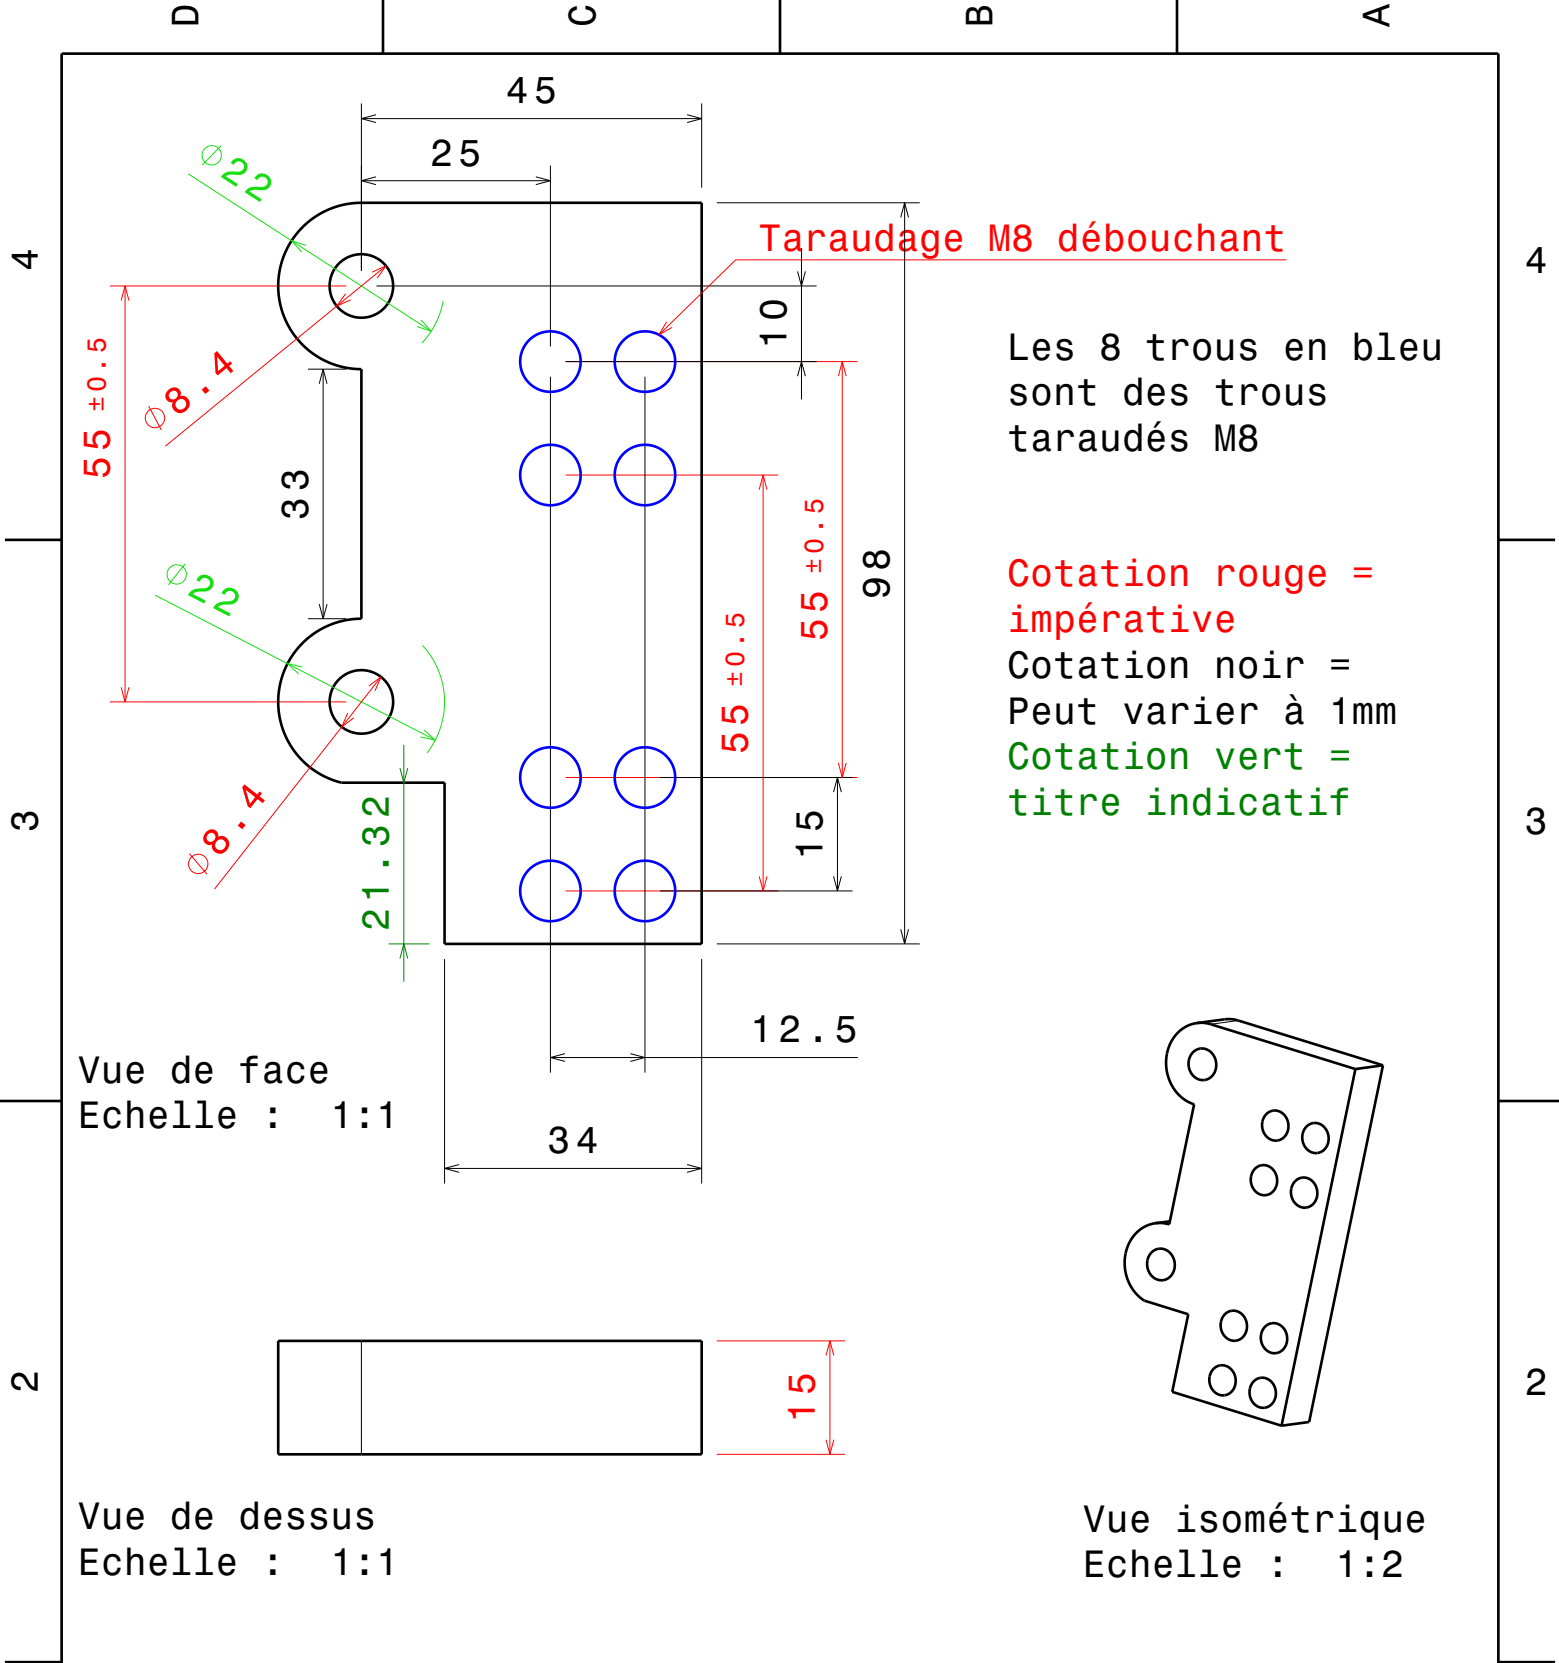 D
C
B
A
45
25
⌀22
Taraudage M8 débouchant
4
4
10
Les 8 trous en bleu
sont des trous
taraudés M8
⌀8.4
55 ±0.5
33
55 ±0.5
98
⌀22
55 ±0.5
Cotation rouge =
impérative
Cotation noir =
Peut varier à 1mm
Cotation vert =
titre indicatif
3
3
⌀8.4
21.32
15
12.5
Vue de face
Echelle : 1:1
34
2
2
15
Vue de dessus
Echelle : 1:1
Vue isométrique
Echelle : 1:2